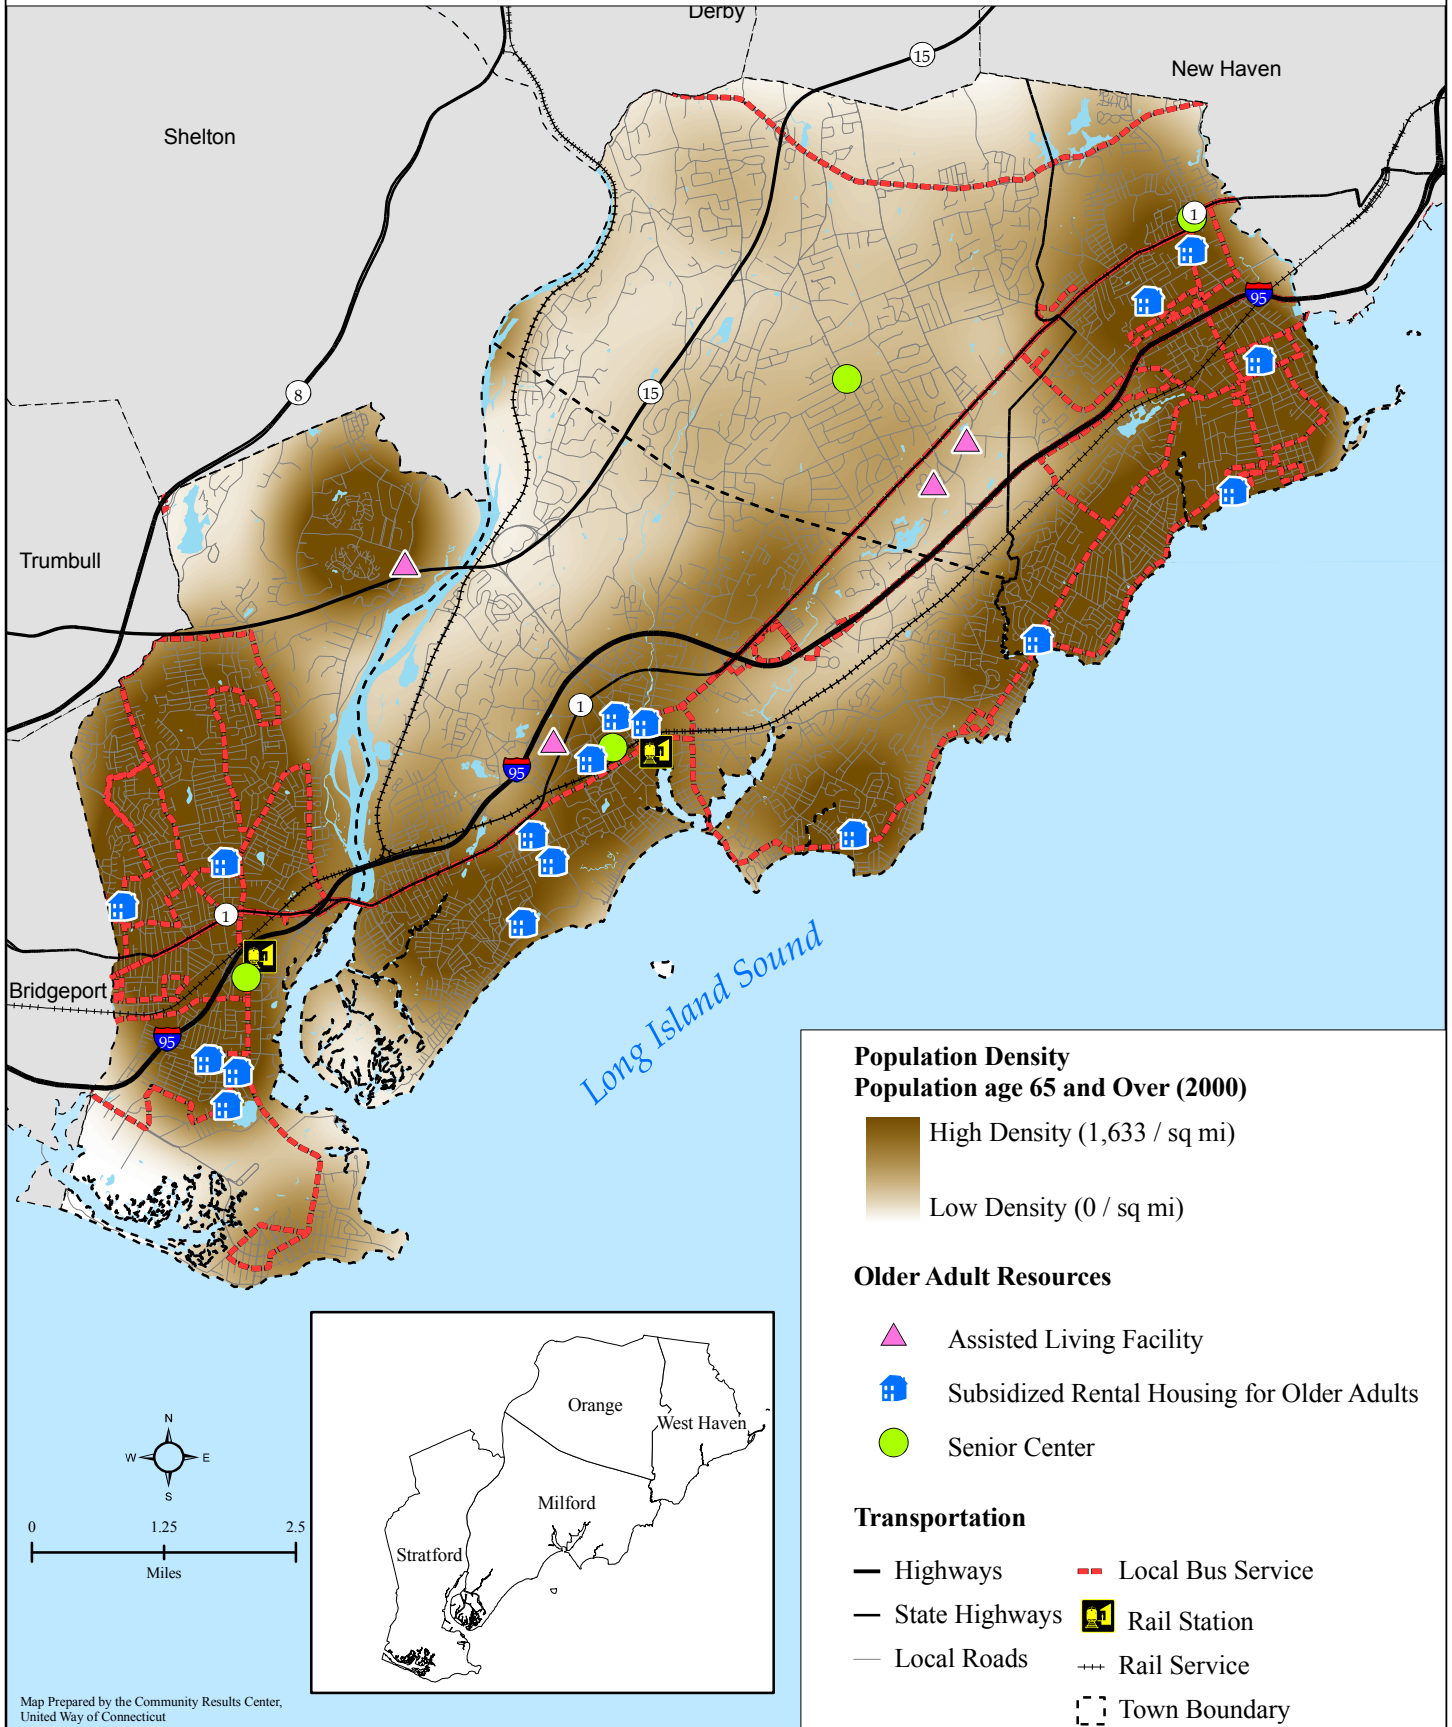 Derby
15
New Haven
Shelton
1
95
8
15
Trumbull
1
95
1
Bridgeport
95
Long Island Sound
Population Density
Population age 65 and Over (2000)
High Density (1,633 / sq mi)
Low Density (0 / sq mi)
Older Adult Resources
Assisted Living Facility
Subsidized Rental Housing for Older Adults
Senior Center
Transportation
Highways
Local Bus Service
State Highways
Rail Station
Local Roads
Rail Service
Town Boundary
Orange
West Haven
Milford
Stratford
N
W E
S
0 1.25 2.5
Miles
Map Prepared by the Community Results Center,
United Way of Connecticut